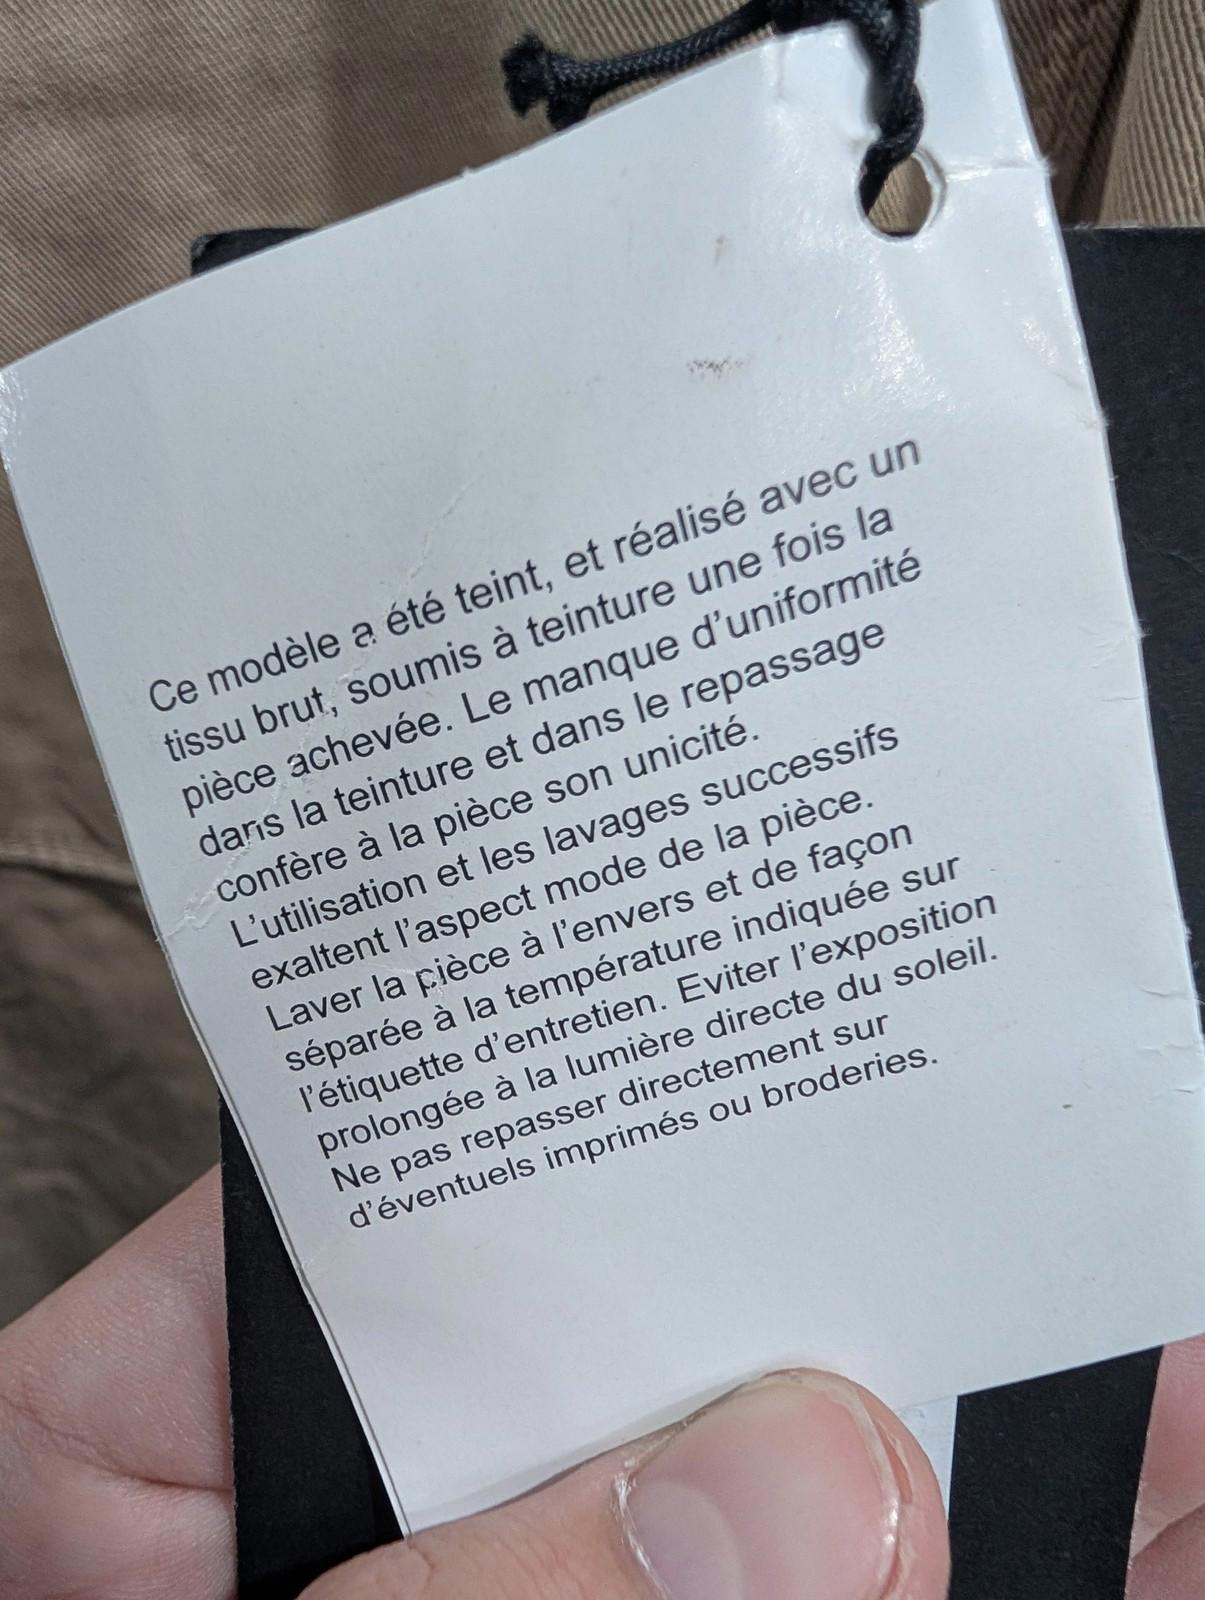 Ce modèle a été teint, et réalisé avec un
tissu brut, soumis à teinture une fois la
pièce achevée. Le manque d'uniformité
dans la teinture et dans le repassage
confère à la pièce son unicité.
L'utilisation et les lavages successifs
exaltent l'aspect mode de la pièce.
Laver la pièce à l'envers et de façon
séparée à la température indiquée sur
l'étiquette d'entretien. Eviter l'exposition
prolongée à la lumière directe du soleil.
Ne pas repasser directement sur
d'éventuels imprimés ou broderies.